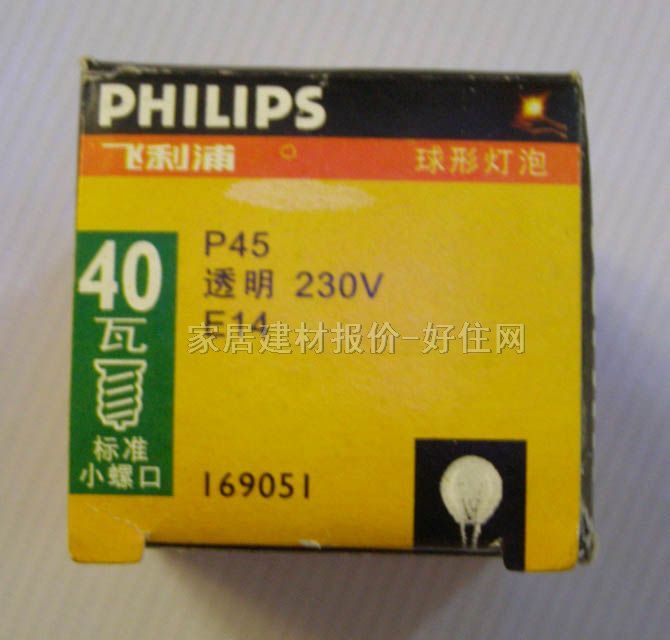 PHILIPS
飞利浦
球形灯泡
40
瓦
标准
小螺口
P45
透明 230V
E14
家居建材报价-好住网
169051